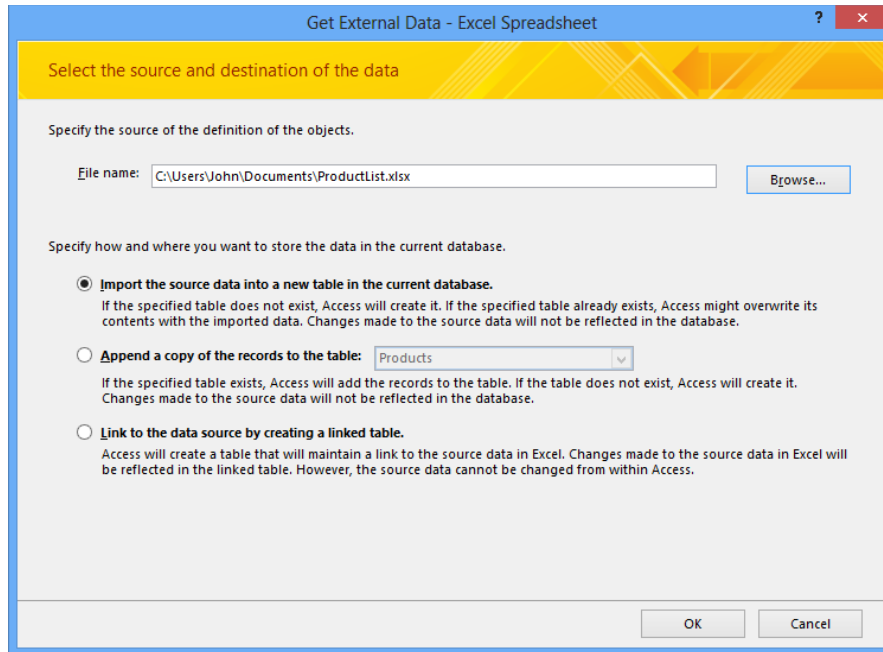 Get External Data - Excel Spreadsheet
?
Select the source and destination of the data
Specify the source of the definition of the objects.
File name: C:\Users\John\Documents\ProductList.xlsx Browse...
Specify how and where you want to store the data in the current database.
Import the source data into a new table in the current database.
If the specified table does not exist, Access will create it. If the specified table already exists, Access might overwrite its
contents with the imported data. Changes made to the source data will not be reflected in the database.
Append a copy of the records to the table: Products
If the specified table exists, Access will add the records to the table. If the table does not exist, Access will create it.
Changes made to the source data will not be reflected in the database.
Link to the data source by creating a linked table.
Access will create a table that will maintain a link to the source data in Excel. Changes made to the source data in Excel will
be reflected in the linked table. However, the source data cannot be changed from within Access.
OK Cancel